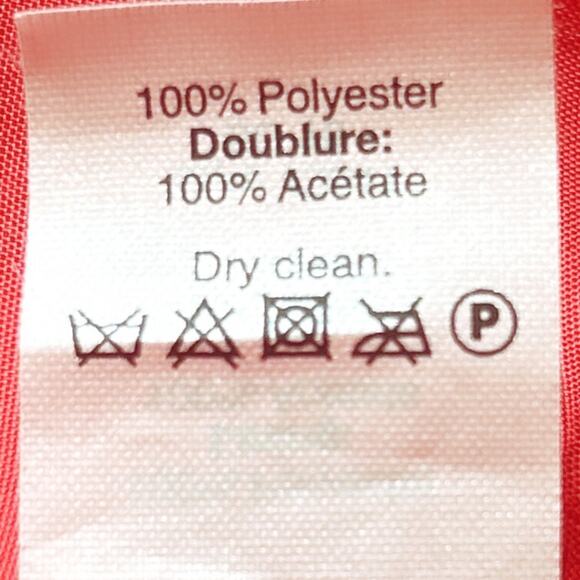 100% Polyester
Doublure:
100% Acétate
Dry clean.
P